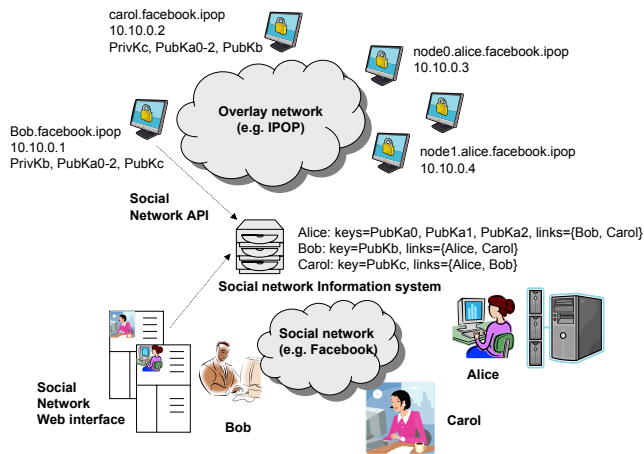 carol.facebook.ipop
10.10.0.2
PrivKc, PubKa0-2, PubKb
node0.alice.facebook.ipop
10.10.0.3
Overlay network
(e.g. IPOP)
Bob.facebook.ipop
10.10.0.1
PrivKb, PubKa0-2, PubKc
node1.alice.facebook.ipop
10.10.0.4
Social
Network API
Alice: keys=PubKa0, PubKa1, PubKa2, links={Bob, Carol}
Bob: key=PubKb, links={Alice, Carol}
Carol: key=PubKc, links={Alice, Bob}
Social network Information system
Social network
(e.g. Facebook)
Alice
Social
Network
Web interface
Bob
Carol